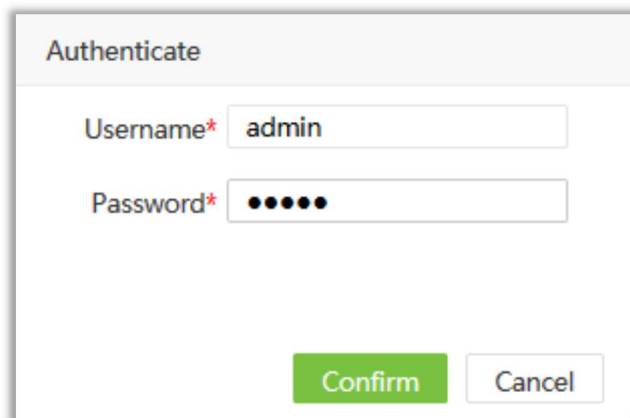 Authenticate
Username* admin
Password* •••••
Confirm Cancel